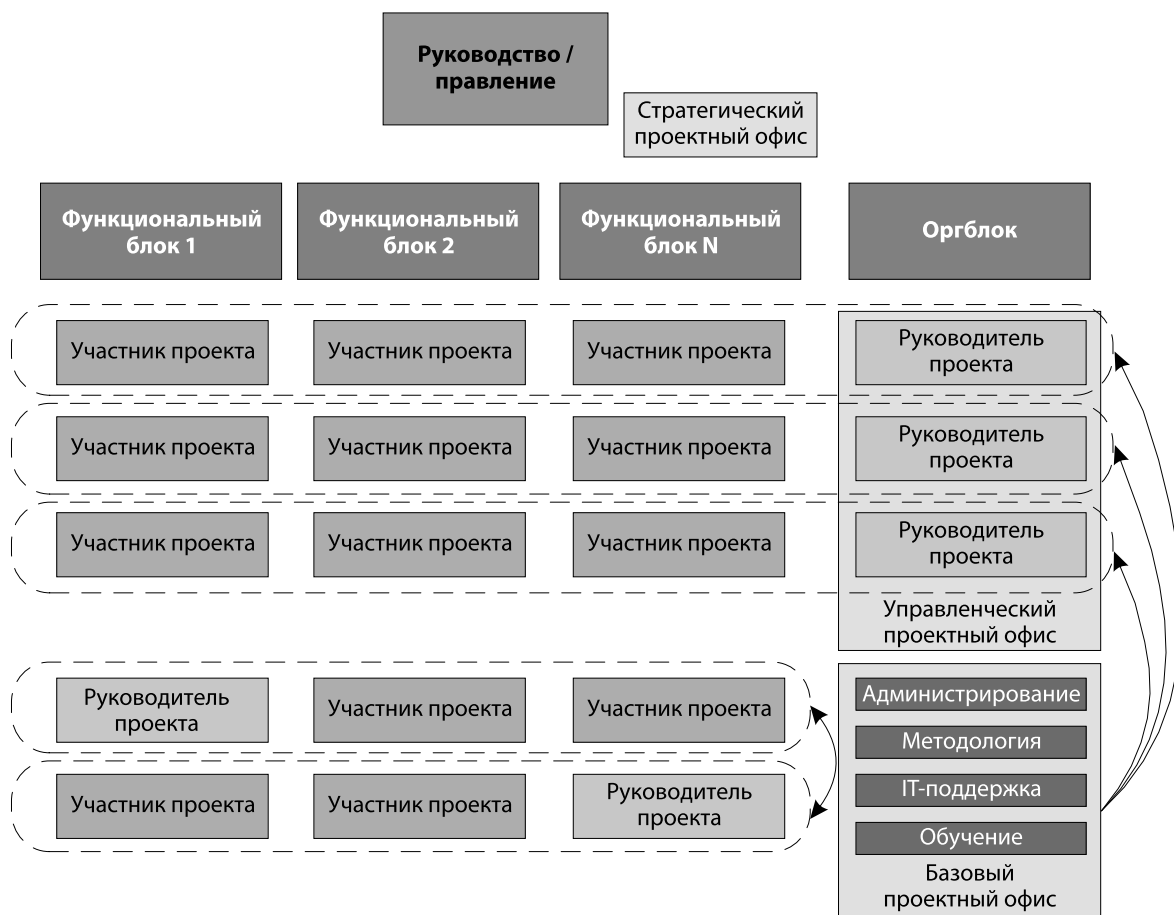 Руководство /
правление
Стратегический
проектный офис
Функциональный
блок 1
Функциональный
блок 2
Функциональный
блок N
Оргблок
Участник проекта
Участник проекта
Участник проекта
Руководитель
проекта
Участник проекта
Участник проекта
Участник проекта
Руководитель
проекта
Участник проекта
Участник проекта
Участник проекта
Руководитель
проекта
Управленческий
проектный офис
Руководитель
проекта
Участник проекта
Участник проекта
Участник проекта
Участник проекта
Руководитель
проекта
Администрирование
Методология
IT-поддержка
Обучение
Базовый
проектный офис